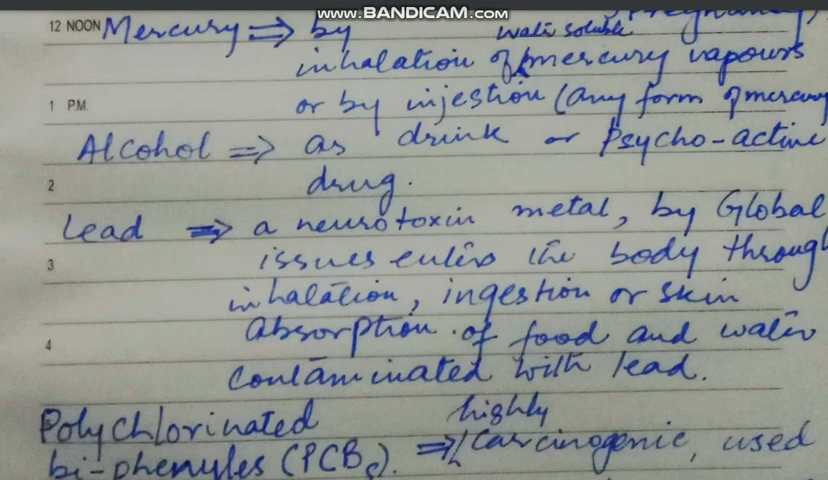 www.BANDICAM.com
pregnancy,
12 NOON Mercury ⇒ by water soluble
inhalation of mercury vapours
1 P.M. or by injestion (any form of mercury
Alcohol ⇒ as drink or Psycho-active
2 drug.
Lead ⇒ a neurotoxin metal, by Global
3 issues enters the body through
inhalation, ingestion or skin
4 absorption. of food and water
contaminated with lead.
Polychlorinated highly
bi-phenyles (PCBs). ⇒ carcinogenic, used